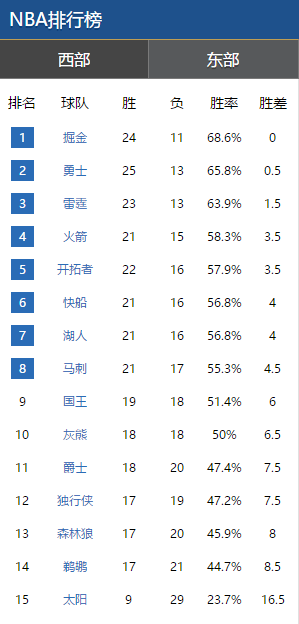 NBA排行榜
西部 东部
排名 球队 胜 负 胜率 胜差
1 掘金 24 11 68.6% 0
2 勇士 25 13 65.8% 0.5
3 雷霆 23 13 63.9% 1.5
4 火箭 21 15 58.3% 3.5
5 开拓者 22 16 57.9% 3.5
6 快船 21 16 56.8% 4
7 湖人 21 16 56.8% 4
8 马刺 21 17 55.3% 4.5
9 国王 19 18 51.4% 6
10 灰熊 18 18 50% 6.5
11 爵士 18 20 47.4% 7.5
12 独行侠 17 19 47.2% 7.5
13 森林狼 17 20 45.9% 8
14 鹈鹕 17 21 44.7% 8.5
15 太阳 9 29 23.7% 16.5